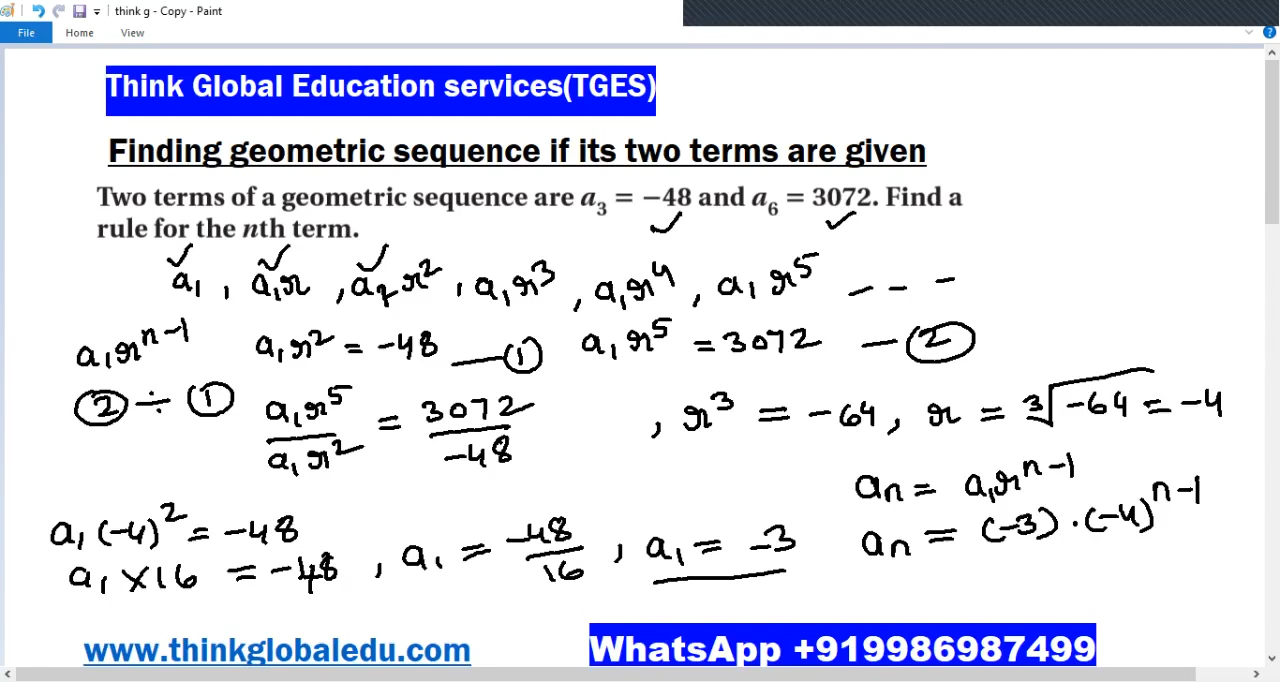 think g - Copy - Paint
File Home View
Think Global Education services(TGES)
Finding geometric sequence if its two terms are given
Two terms of a geometric sequence are a₃ = −48 and a₆ = 3072. Find a
rule for the nth term.
a₁, a₁r, a₁r², a₁r³, a₁r⁴, a₁r⁵ - - -
a₁rⁿ⁻¹ a₁r² = -48 —① a₁r⁵ = 3072 —②
② ÷ ① a₁r⁵/a₁r² = 3072/-48 , r³ = -64, r = ³√-64 = -4
aₙ = a₁rⁿ⁻¹
a₁(-4)² = -48
aₙ = (-3)·(-4)ⁿ⁻¹
a₁ × 16 = -48 , a₁ = -48/16 , a₁ = -3
www.thinkglobaledu.com WhatsApp +919986987499